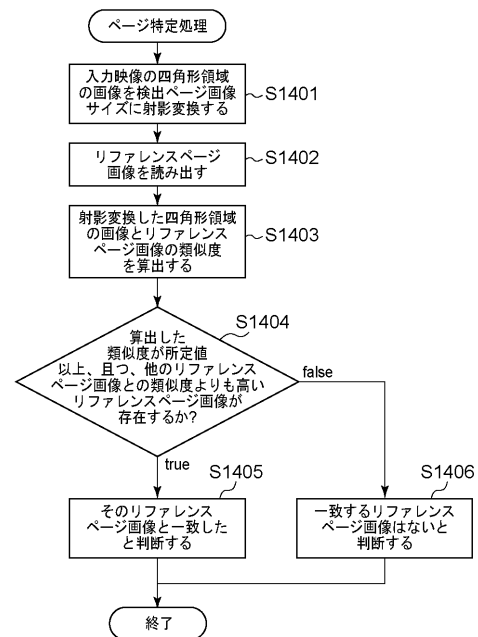 ページ特定処理
入力映像の四角形領域
の画像を検出ページ画像
サイズに射影変換する
S1401
リファレンスページ
画像を読み出す
S1402
射影変換した四角形領域
の画像とリファレンス
ページ画像の類似度
を算出する
S1403
S1404
算出した
類似度が所定値
以上、且つ、他のリファレンス
ページ画像との類似度よりも高い
リファレンスページ画像が
存在するか?
false
true
S1405
そのリファレンス
ページ画像と一致した
と判断する
S1406
一致するリファレンス
ページ画像はないと
判断する
終了